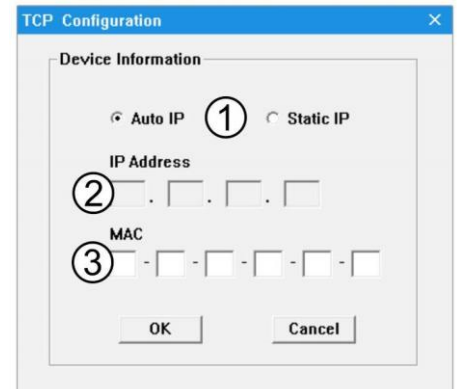 TCP Configuration ×
Device Information
Auto IP ① Static IP
IP Address
② . . .
MAC
③ - - - - -
OK Cancel